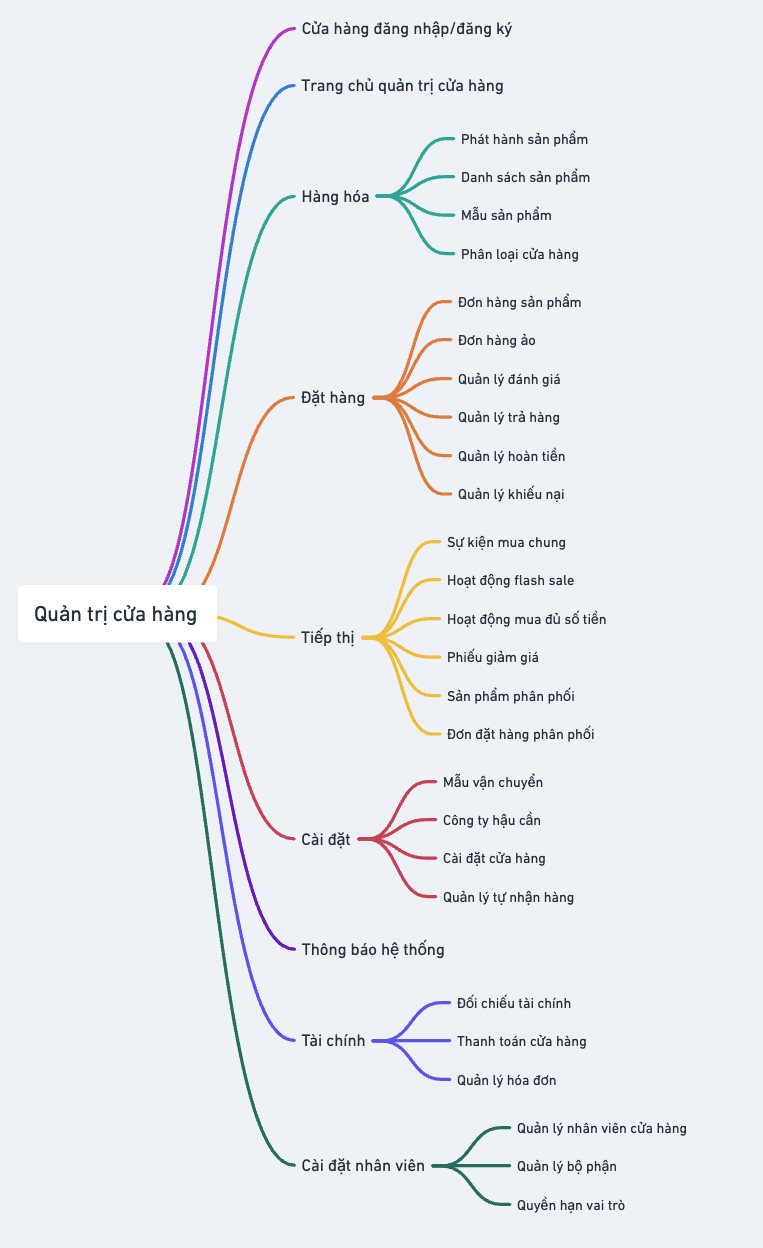 Cửa hàng đăng nhập/đăng ký
Trang chủ quản trị cửa hàng
Hàng hóa
Phát hành sản phẩm
Danh sách sản phẩm
Mẫu sản phẩm
Phân loại cửa hàng
Đặt hàng
Đơn hàng sản phẩm
Đơn hàng ảo
Quản lý đánh giá
Quản lý trả hàng
Quản lý hoàn tiền
Quản lý khiếu nại
Quản trị cửa hàng
Tiếp thị
Sự kiện mua chung
Hoạt động flash sale
Hoạt động mua đủ số tiền
Phiếu giảm giá
Sản phẩm phân phối
Đơn đặt hàng phân phối
Cài đặt
Mẫu vận chuyển
Công ty hậu cần
Cài đặt cửa hàng
Quản lý tự nhận hàng
Thông báo hệ thống
Tài chính
Đối chiếu tài chính
Thanh toán cửa hàng
Quản lý hóa đơn
Cài đặt nhân viên
Quản lý nhân viên cửa hàng
Quản lý bộ phận
Quyền hạn vai trò